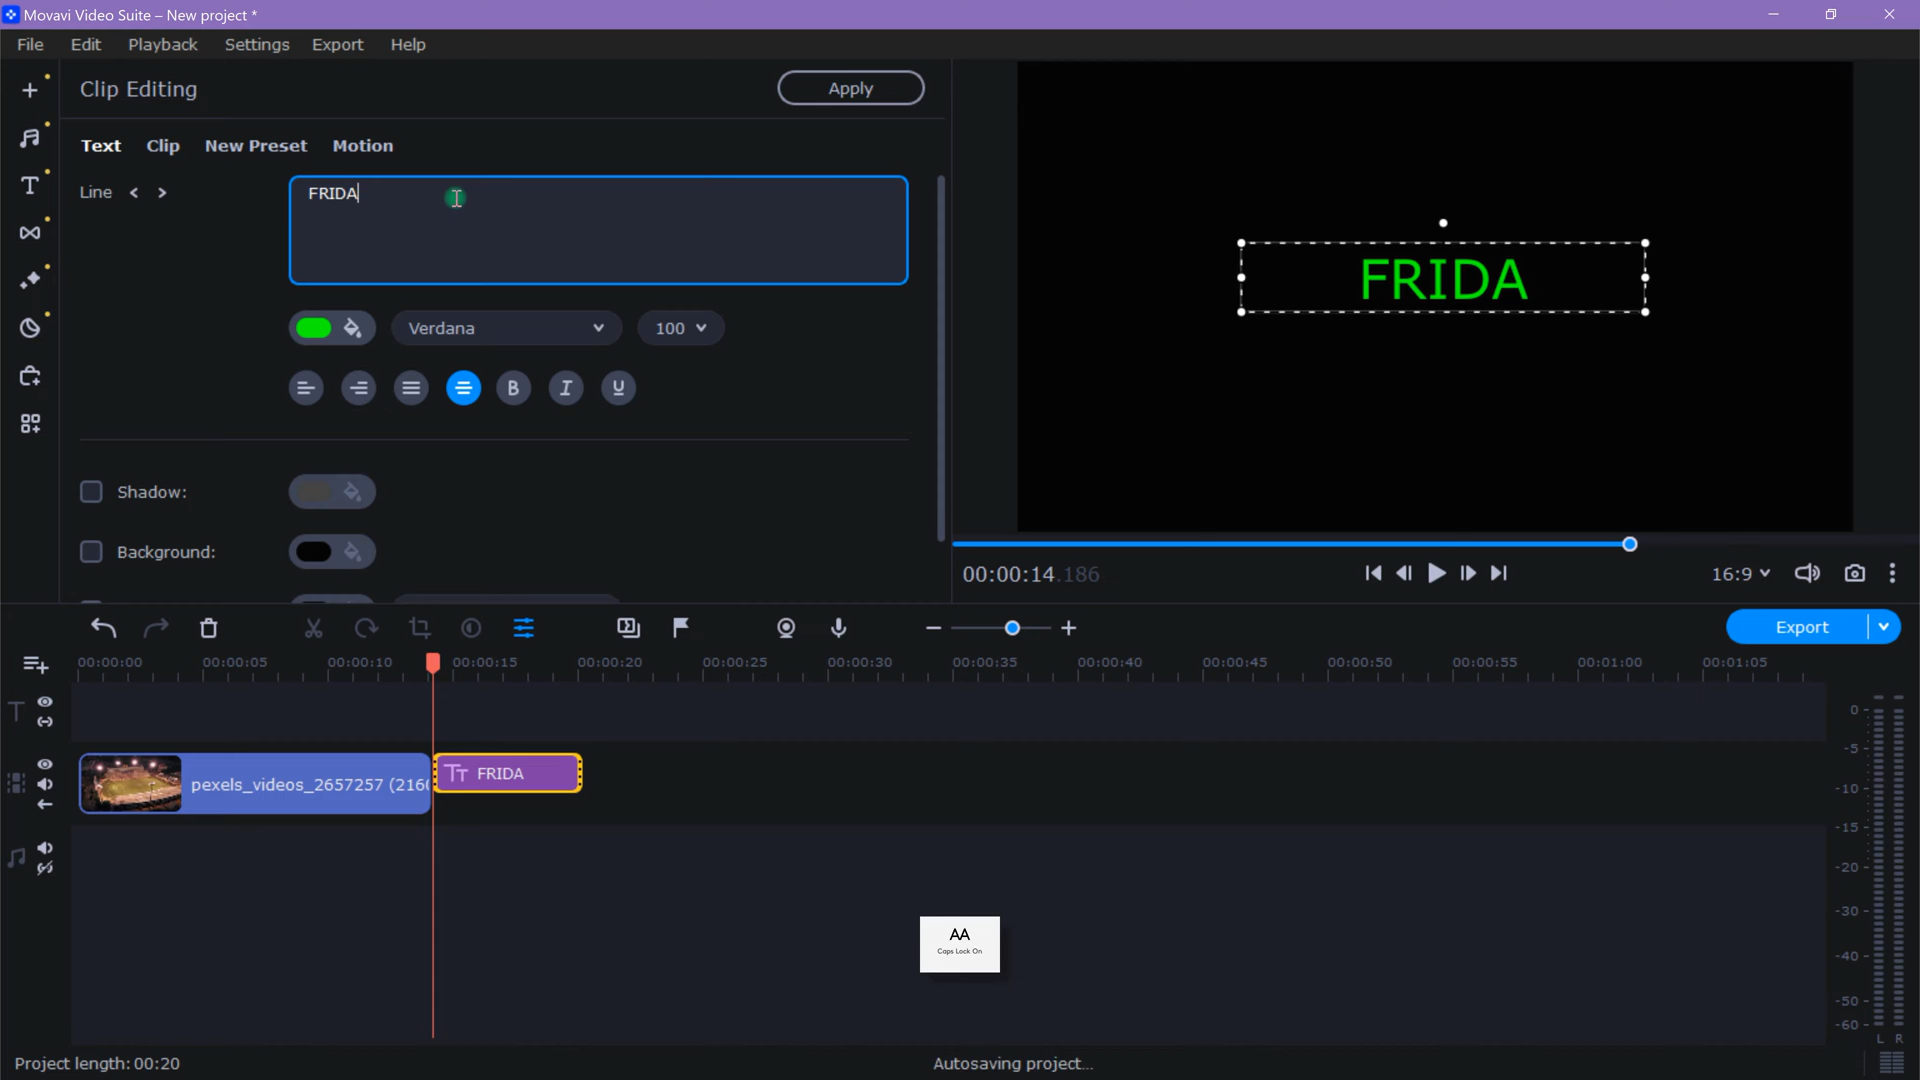 Movavi Video Suite – New project *
File Edit Playback Settings Export Help
Clip Editing
Apply
Text Clip New Preset Motion
Line < >
FRIDA
FRIDA
Verdana
100
B I U
Shadow:
Background:
00:00:14.186
16:9
Export
00:00:00 00:00:05 00:00:10 00:00:15 00:00:20 00:00:25 00:00:30 00:00:35 00:00:40 00:00:45 00:00:50 00:00:55 00:01:00 00:01:05
pexels_videos_2657257 (216
Tт FRIDA
0
-5
-10
-15
-20
-30
-40
-50
-60
L R
AA
Caps Lock On
Project length: 00:20
Autosaving project...